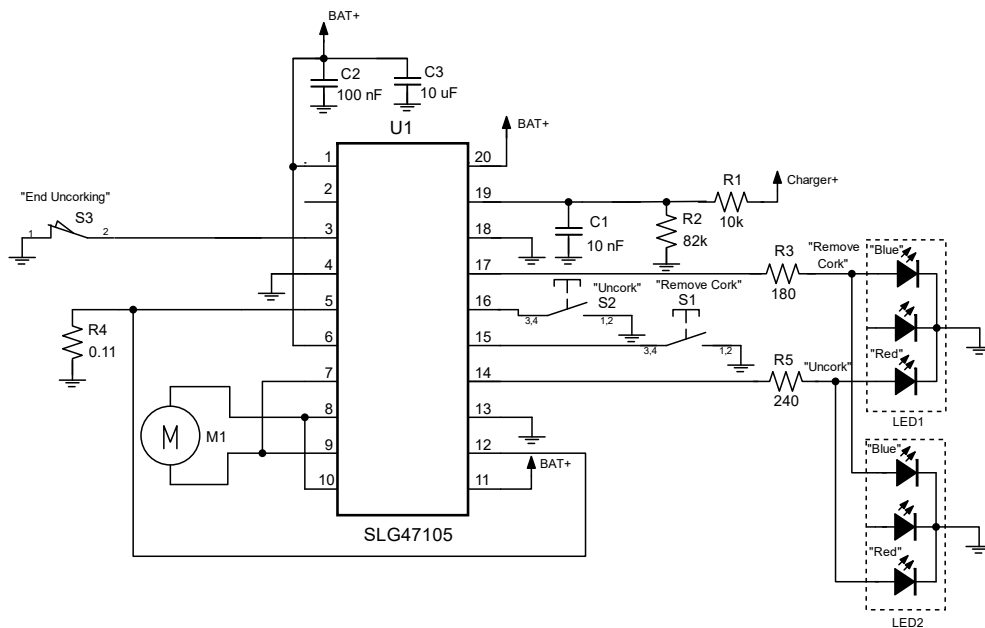 BAT+
C2
100 nF
C3
10 uF
U1
BAT+
1
20
2
19
R1
10k
Charger+
"End Uncorking"
S3
1
2
3
18
C1
10 nF
R2
82k
4
17
R3
180
"Remove
Cork"
"Blue"
5
16
"Uncork"
S2
3,4
1,2
"Remove Cork"
S1
R4
0.11
6
15
3,4
1,2
"Red"
7
14
R5
240
"Uncork"
LED1
M
M1
8
13
9
12
BAT+
10
11
"Blue"
SLG47105
"Red"
LED2